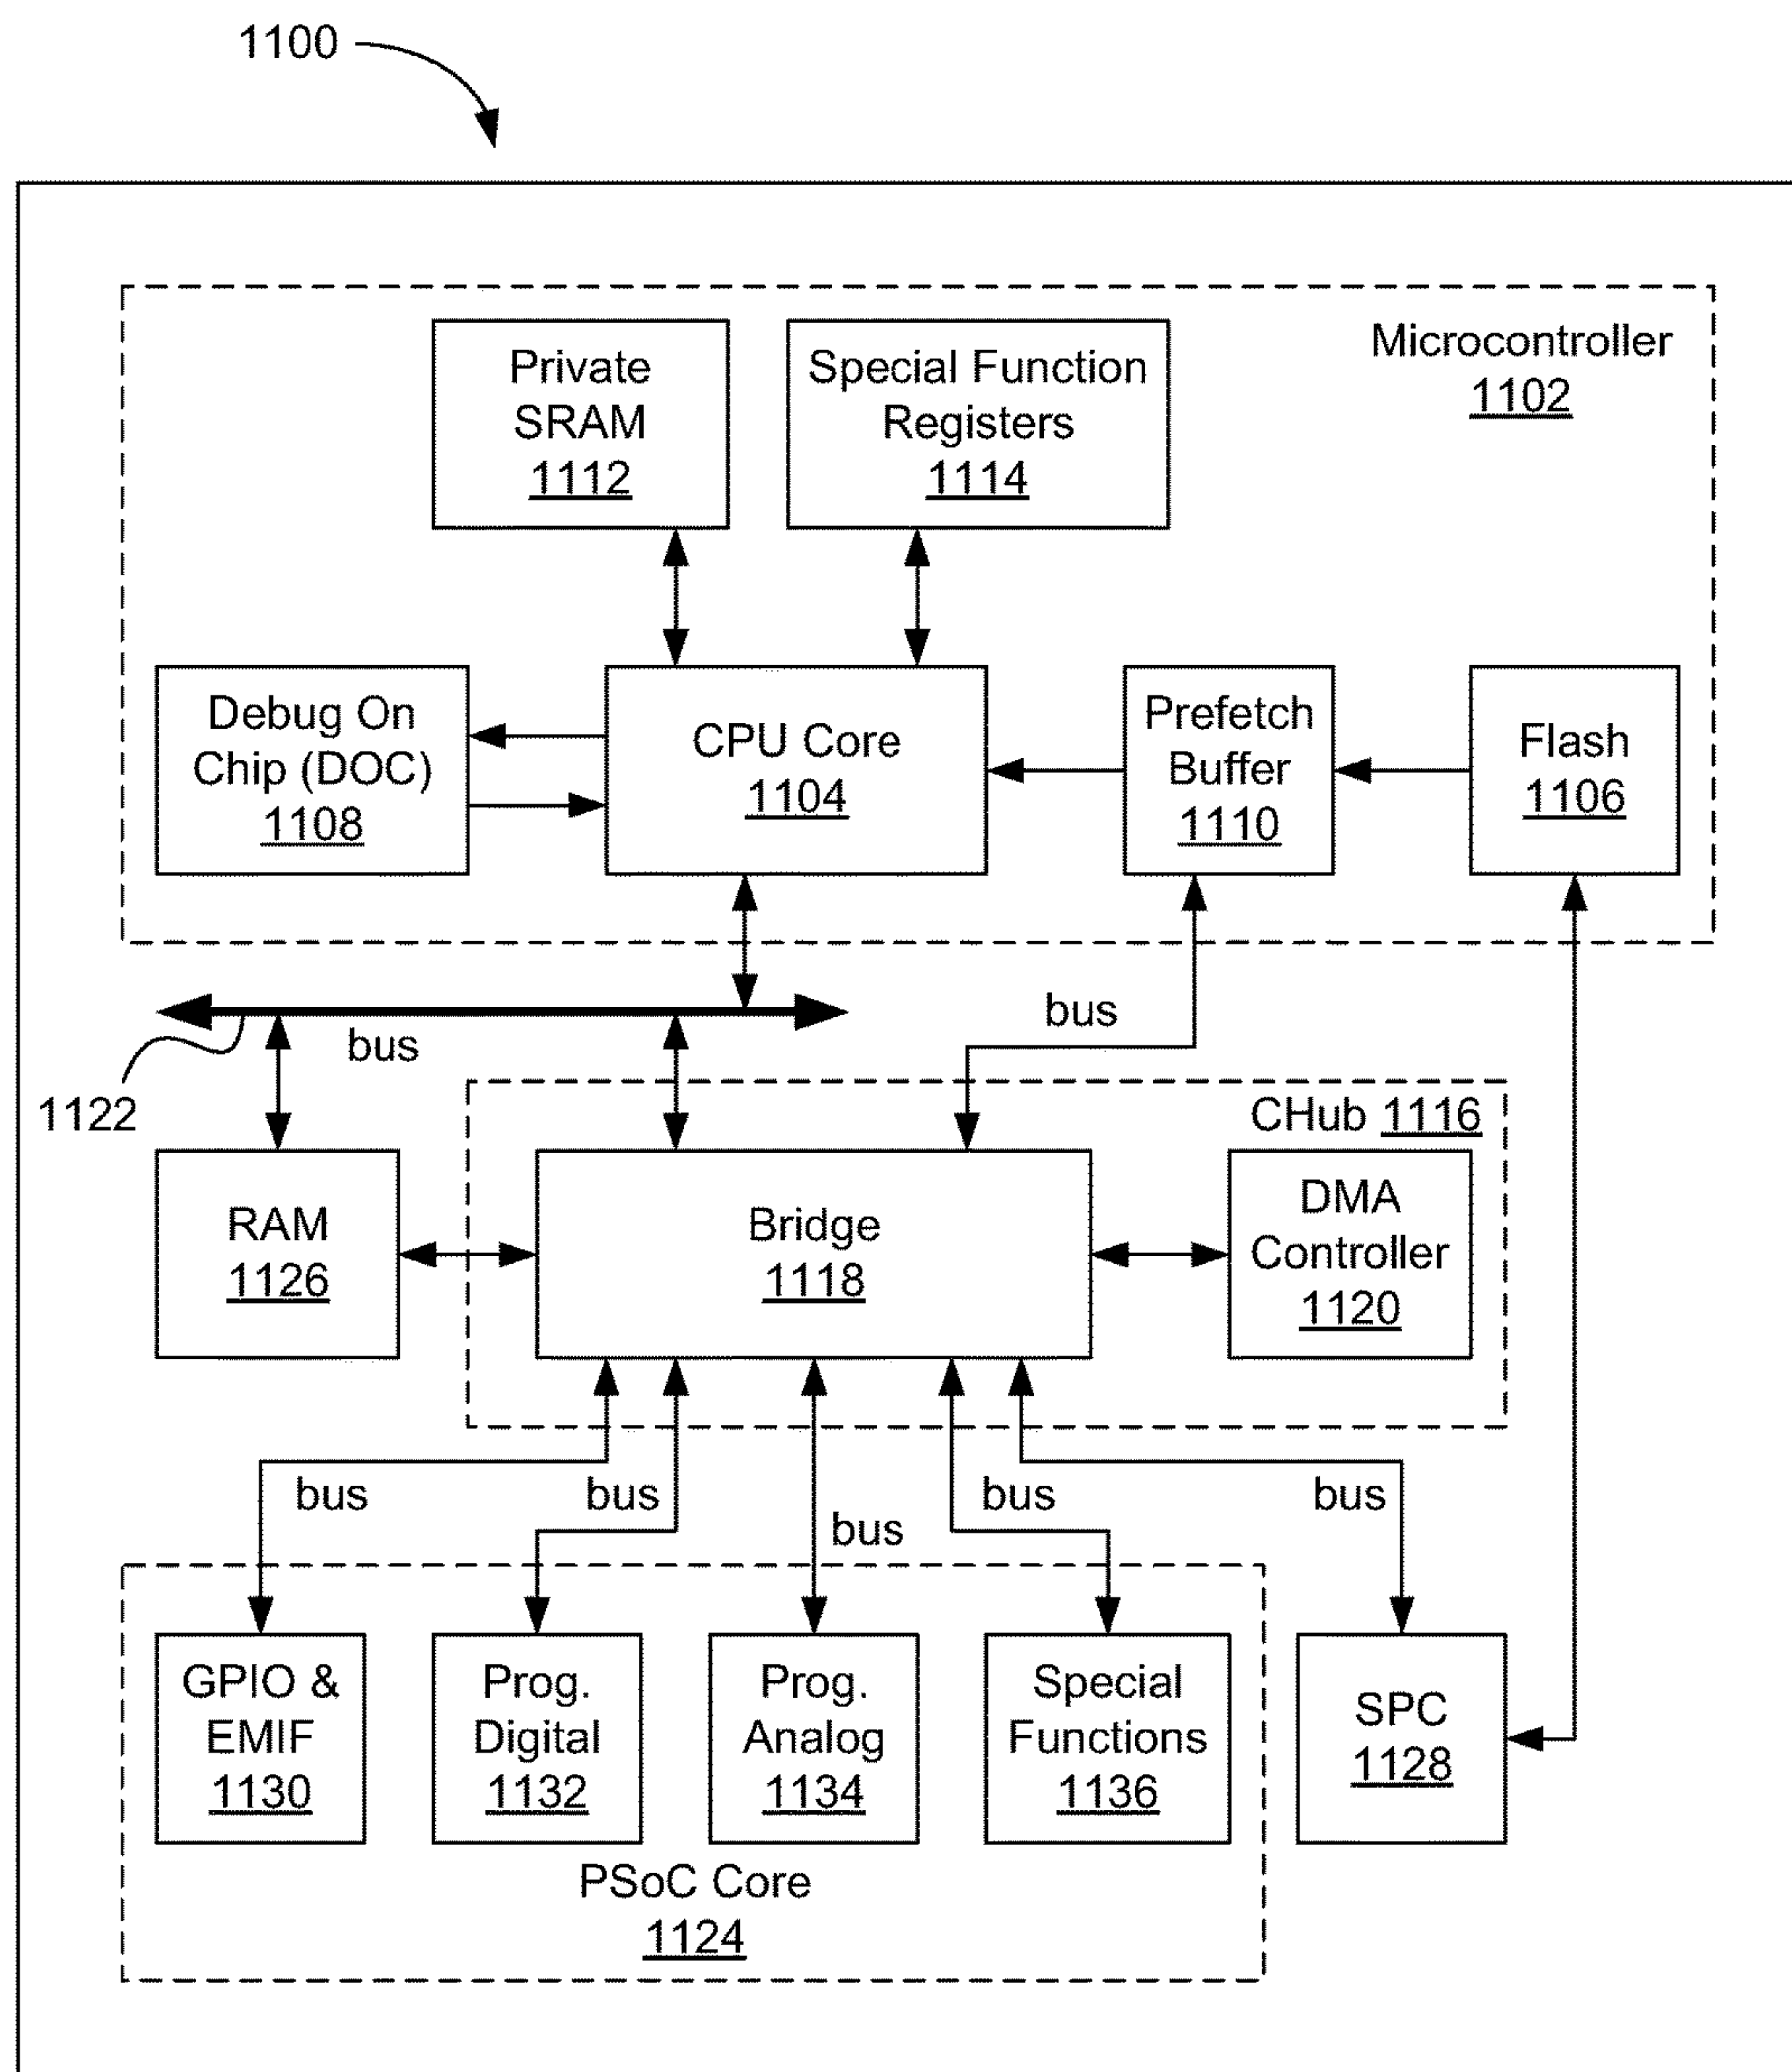 1100
Microcontroller
1102
Private
SRAM
1112
Special Function
Registers
1114
Debug On
Chip (DOC)
1108
CPU Core
1104
Prefetch
Buffer
1110
Flash
1106
bus
bus
1122
CHub 1116
RAM
1126
Bridge
1118
DMA
Controller
1120
bus
bus
bus
bus
bus
GPIO &
EMIF
1130
Prog.
Digital
1132
Prog.
Analog
1134
Special
Functions
1136
SPC
1128
PSoC Core
1124